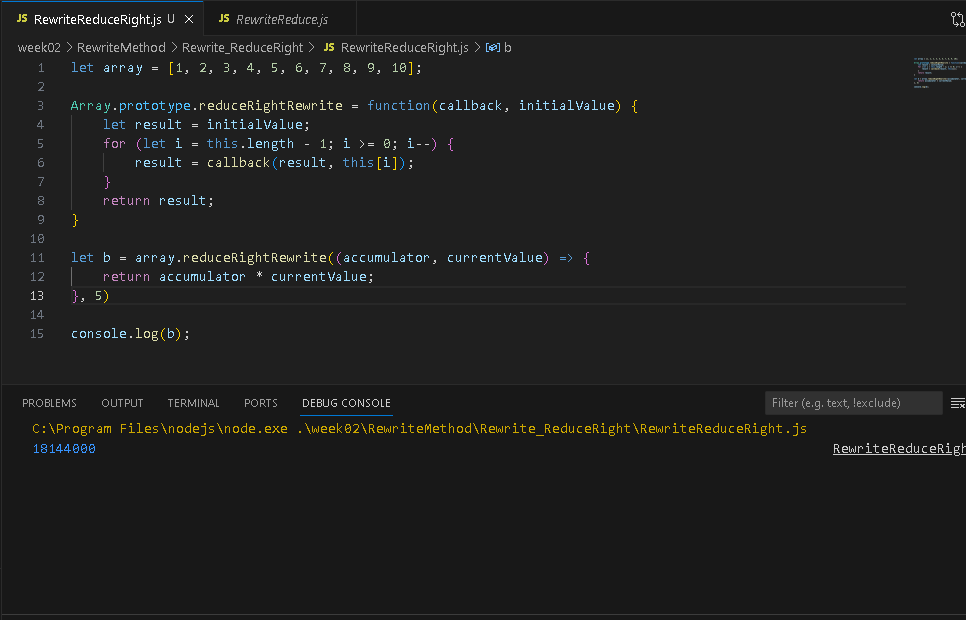 JS RewriteReduceRight.js U × JS RewriteReduce.js
week02 > RewriteMethod > Rewrite_ReduceRight > JS RewriteReduceRight.js > b
1 let array = [1, 2, 3, 4, 5, 6, 7, 8, 9, 10];
2
3 Array.prototype.reduceRightRewrite = function(callback, initialValue) {
4     let result = initialValue;
5     for (let i = this.length - 1; i >= 0; i--) {
6         result = callback(result, this[i]);
7     }
8     return result;
9 }
10
11 let b = array.reduceRightRewrite((accumulator, currentValue) => {
12     return accumulator * currentValue;
13 }, 5)
14
15 console.log(b);
PROBLEMS OUTPUT TERMINAL PORTS DEBUG CONSOLE Filter (e.g. text, !exclude)
C:\Program Files\nodejs\node.exe .\week02\RewriteMethod\Rewrite_ReduceRight\RewriteReduceRight.js
18144000 RewriteReduceRigh